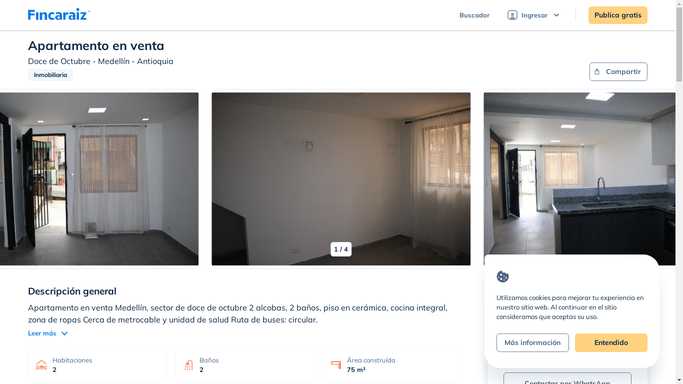 Fincaraiz
Buscador
Ingresar
Publica gratis
Apartamento en venta
Doce de Octubre - Medellín - Antioquia
Inmobiliaria
Compartir
1 / 4
Descripción general
Apartamento en venta Medellín, sector de doce de octubre 2 alcobas, 2 baños, piso en cerámica, cocina integral,
zona de ropas Cerca de metrocable y unidad de salud Ruta de buses: circular.
Leer más
Habitaciones
2
Baños
2
Área construída
75 m²
Utilizamos cookies para mejorar tu experiencia en
nuestro sitio web. Al continuar en el sitio
consideramos que aceptas su uso.
Más información
Entendido
Contactar por WhatsApp